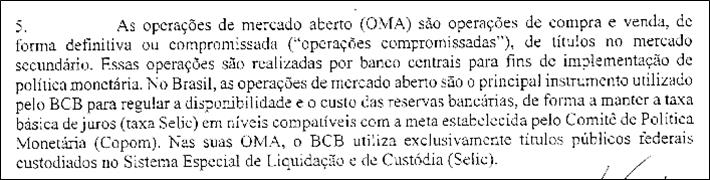 5. As operações de mercado aberto (OMA) são operações de compra e venda, de
forma definitiva ou compromissada (“operações compromissadas”), de títulos no mercado
secundário. Essas operações são realizadas por banco centrais para fins de implementação de
política monetária. No Brasil, as operações de mercado aberto são o principal instrumento utilizado
pelo BCB para regular a disponibilidade e o custo das reservas bancárias, de forma a manter a taxa
básica de juros (taxa Selic) em níveis compatíveis com a meta estabelecida pelo Comitê de Política
Monetária (Copom). Nas suas OMA, o BCB utiliza exclusivamente títulos públicos federais
custodiados no Sistema Especial de Liquidação e de Custódia (Selic).